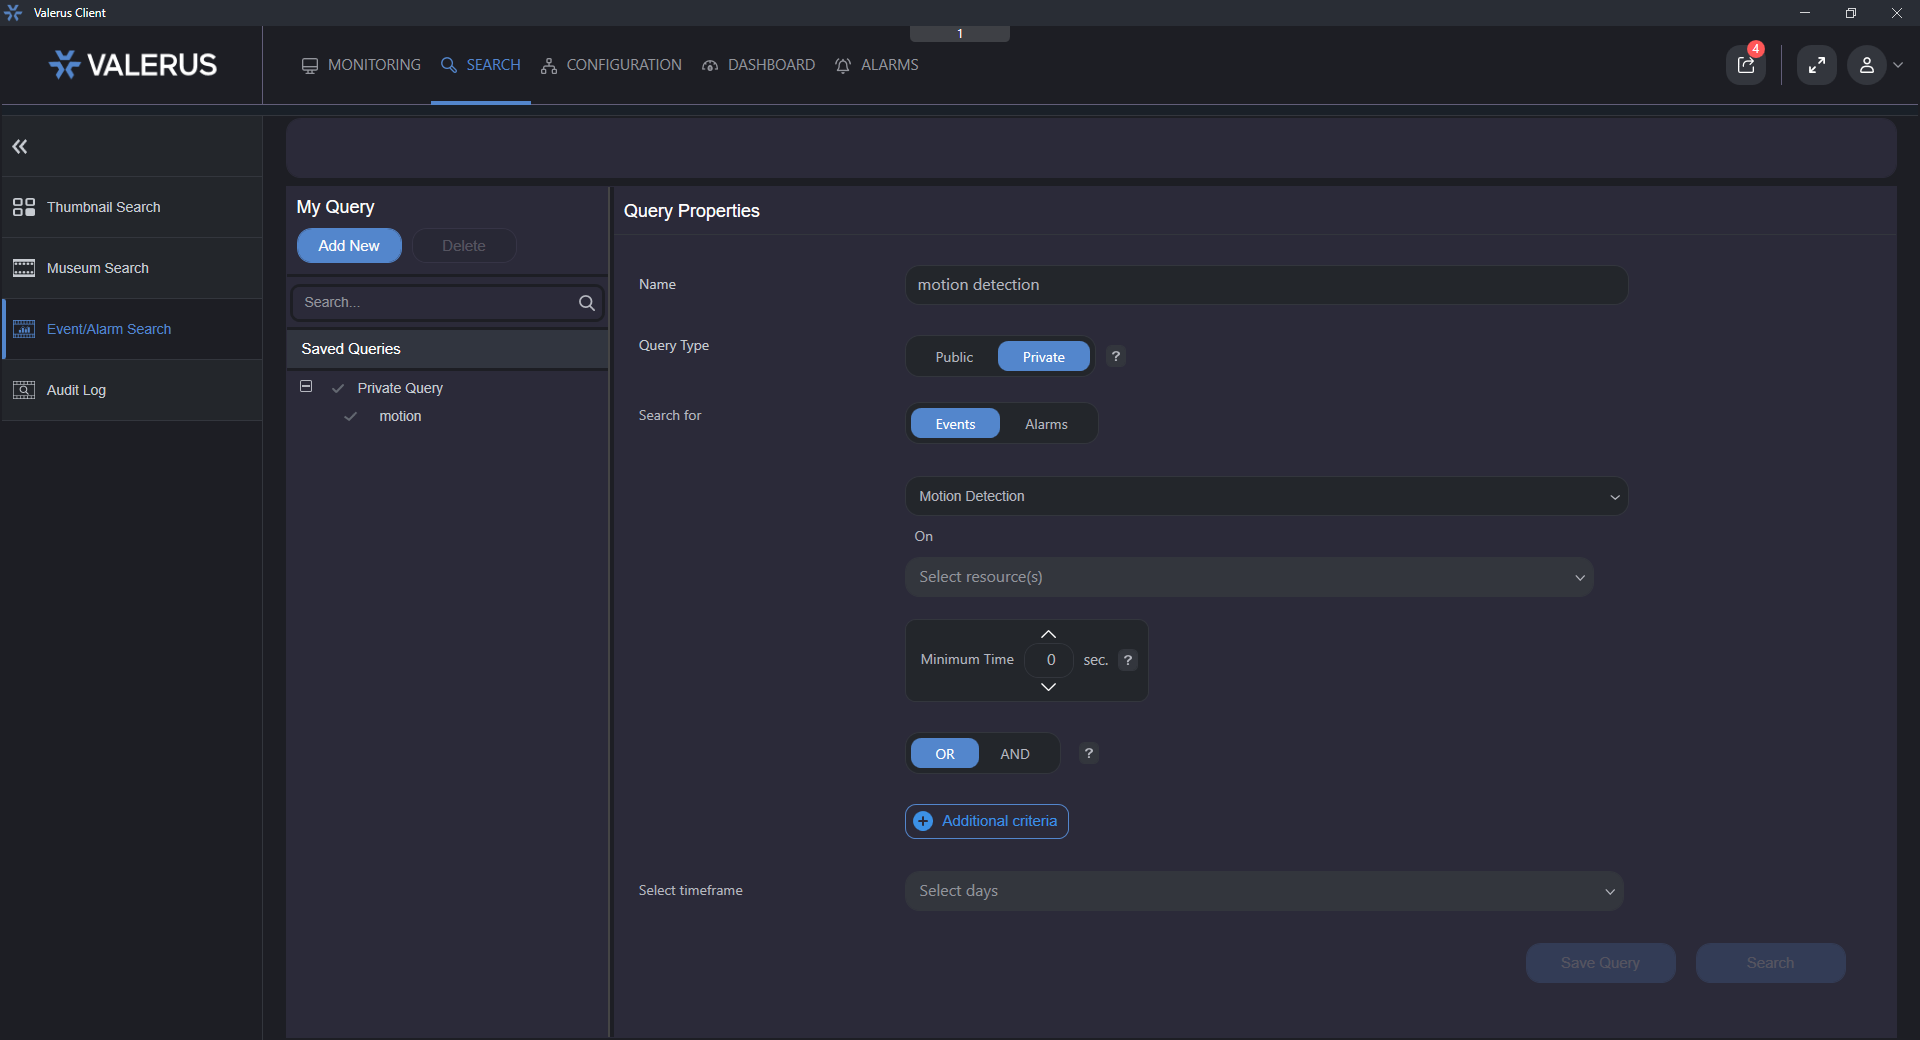 Valerus Client
1
VALERUS
MONITORING
SEARCH
CONFIGURATION
DASHBOARD
ALARMS
4
Thumbnail Search
Museum Search
Event/Alarm Search
Audit Log
My Query
Add New
Delete
Search...
Saved Queries
Private Query
motion
Query Properties
Name
motion detection
Query Type
Public
Private
?
Search for
Events
Alarms
Motion Detection
On
Select resource(s)
Minimum Time
0
sec.
?
OR
AND
?
Additional criteria
Select timeframe
Select days
Save Query
Search